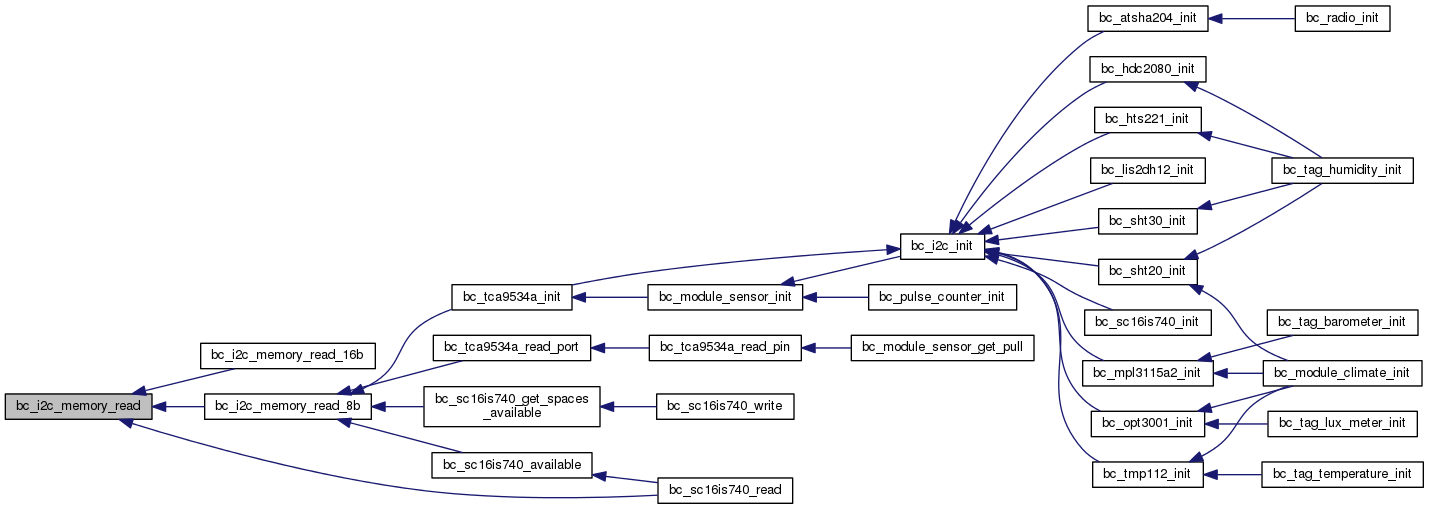 bc_atsha204_init
bc_radio_init
bc_hdc2080_init
bc_hts221_init
bc_lis2dh12_init
bc_tag_humidity_init
bc_sht30_init
bc_i2c_init
bc_sht20_init
bc_tca9534a_init
bc_module_sensor_init
bc_pulse_counter_init
bc_sc16is740_init
bc_tag_barometer_init
bc_tca9534a_read_port
bc_tca9534a_read_pin
bc_module_sensor_get_pull
bc_i2c_memory_read_16b
bc_mpl3115a2_init
bc_module_climate_init
bc_i2c_memory_read
bc_i2c_memory_read_8b
bc_sc16is740_get_spaces
_available
bc_sc16is740_write
bc_opt3001_init
bc_tag_lux_meter_init
bc_sc16is740_available
bc_tmp112_init
bc_tag_temperature_init
bc_sc16is740_read